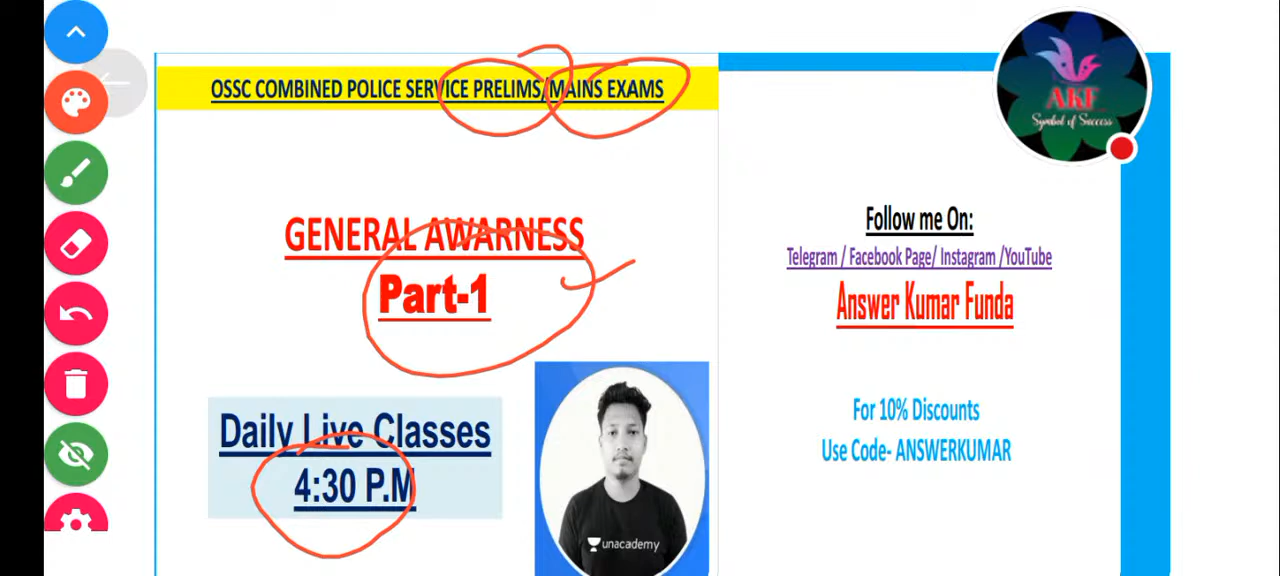 OSSC COMBINED POLICE SERVICE PRELIMS/MAINS EXAMS
GENERAL AWARNESS
Part-1
Daily Live Classes
4:30 P.M
unacademy
AKF
Symbol of Success
Follow me On:
Telegram / Facebook Page/ Instagram /YouTube
Answer Kumar Funda
For 10% Discounts
Use Code- ANSWERKUMAR